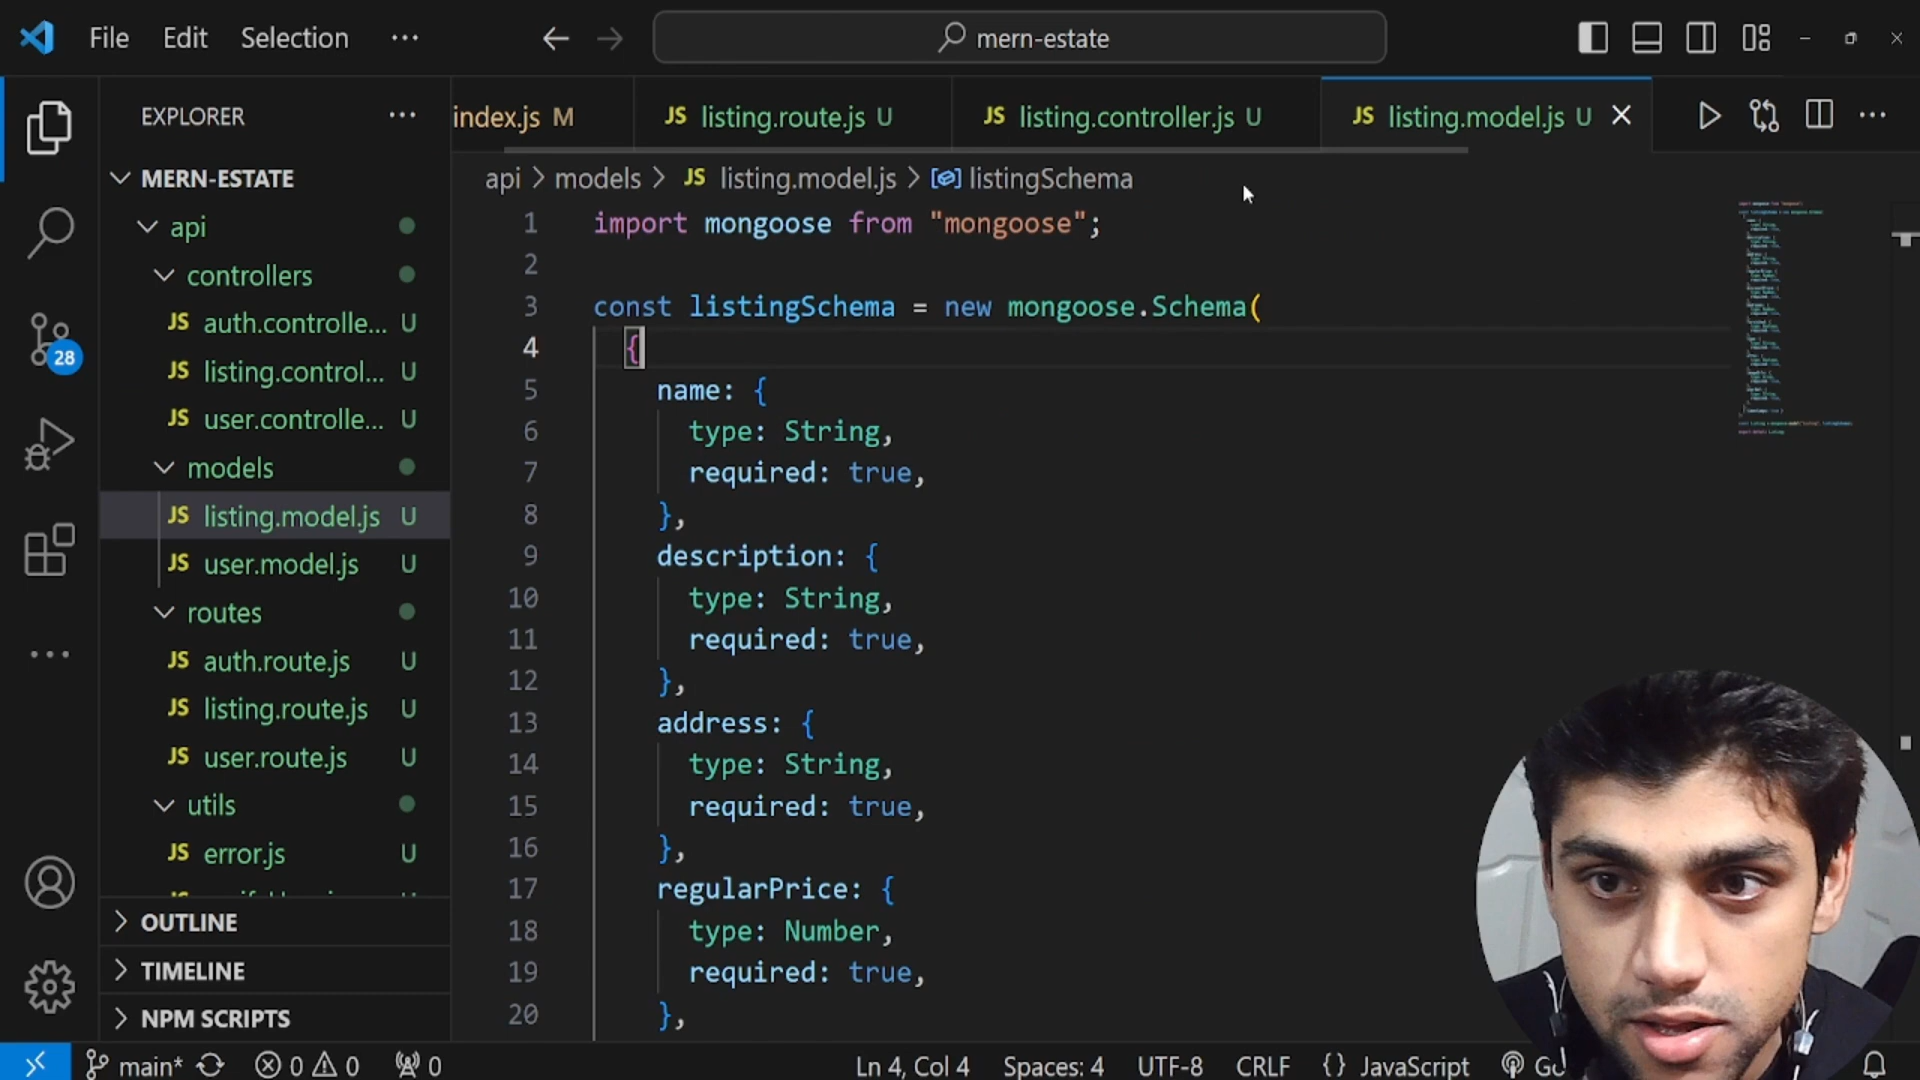 File Edit Selection ··· mern-estate
EXPLORER ···
MERN-ESTATE
api
controllers
JS auth.controlle... U
JS listing.control... U
JS user.controlle... U
models
JS listing.model.js U
JS user.model.js U
routes
JS auth.route.js U
JS listing.route.js U
JS user.route.js U
utils
JS error.js U
OUTLINE
TIMELINE
NPM SCRIPTS
28
index.js M JS listing.route.js U JS listing.controller.js U JS listing.model.js U
api > models > JS listing.model.js > listingSchema
1 import mongoose from "mongoose";
2
3 const listingSchema = new mongoose.Schema(
4 {
5 name: {
6 type: String,
7 required: true,
8 },
9 description: {
10 type: String,
11 required: true,
12 },
13 address: {
14 type: String,
15 required: true,
16 },
17 regularPrice: {
18 type: Number,
19 required: true,
20 },
main* 0 0 0 Ln 4, Col 4 Spaces: 4 UTF-8 CRLF {} JavaScript